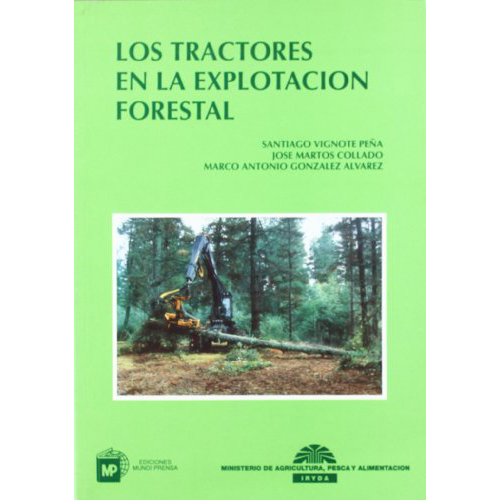 LOS TRACTORES
EN LA EXPLOTACION
FORESTAL
SANTIAGO VIGNOTE PEÑA
JOSE MARTOS COLLADO
MARCO ANTONIO GONZALEZ ALVAREZ
MP
EDICIONES
MUNDI PRENSA
MINISTERIO DE AGRICULTURA, PESCA Y ALIMENTACION
IRYDA